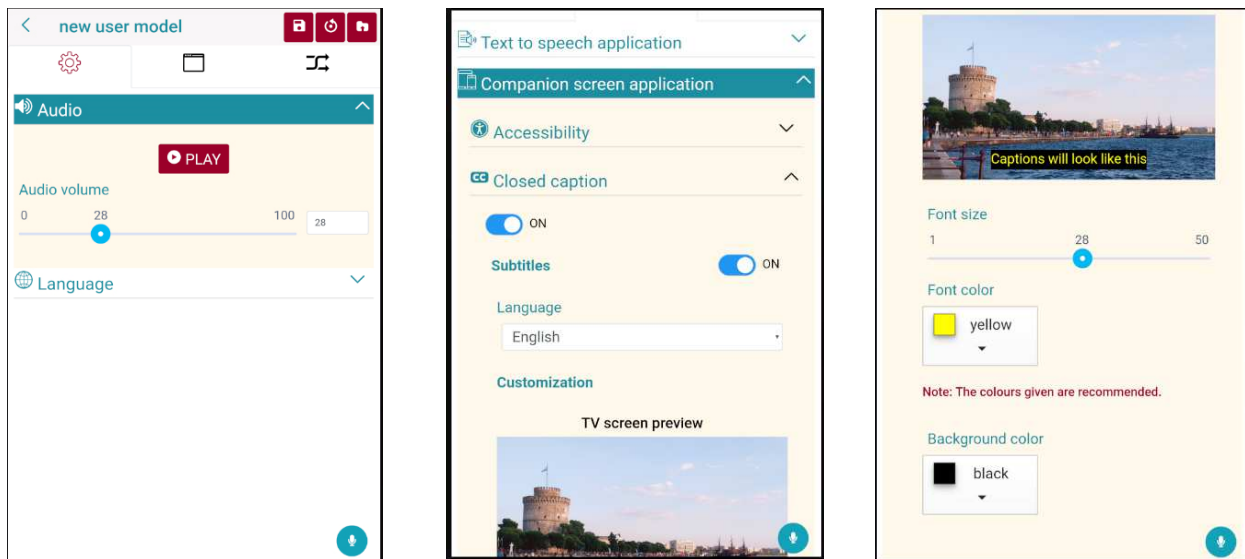 new user model
Audio
PLAY
Audio volume
0 28 100 28
Language
Text to speech application
Companion screen application
Accessibility
CC Closed caption
ON
Subtitles ON
Language
English
Customization
TV screen preview
Captions will look like this
Font size
1 28 50
Font color
yellow
Note: The colours given are recommended.
Background color
black